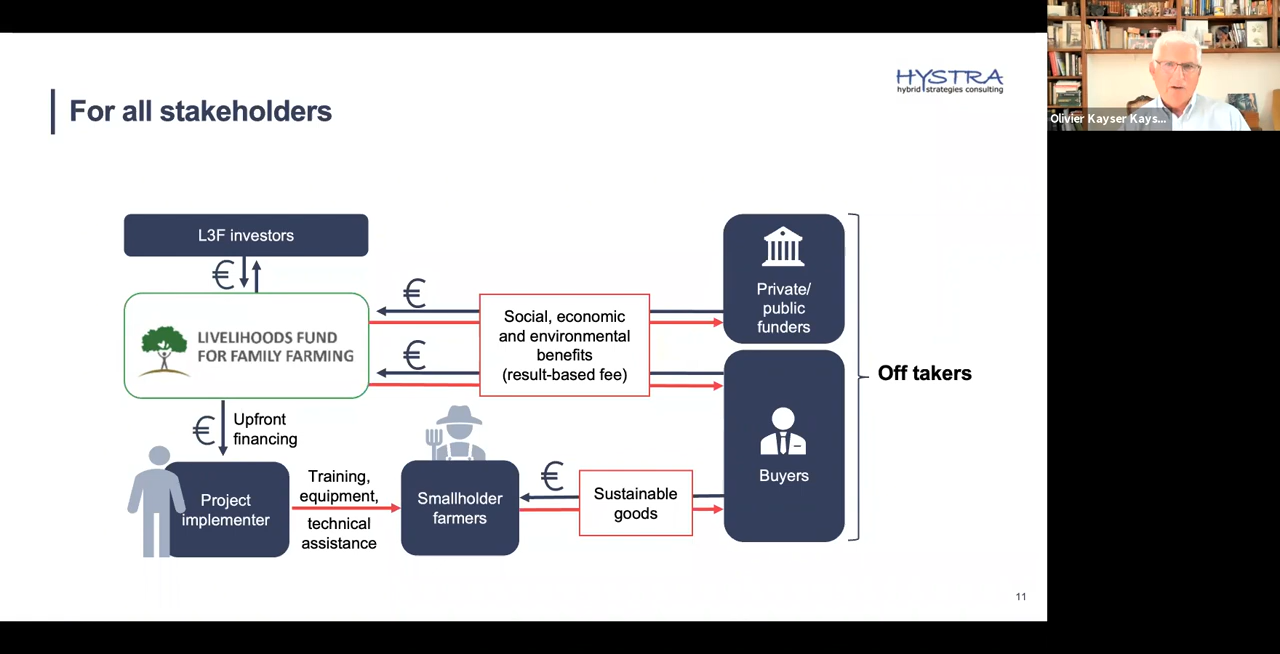 HYSTRA
hybrid strategies consulting
Olivier Kayser Kays...
For all stakeholders
L3F investors
€
LIVELIHOODS FUND
FOR FAMILY FARMING
€
€
Social, economic
and environmental
benefits
(result-based fee)
Private/
public
funders
Buyers
Off takers
€
Upfront
financing
Project
implementer
Training,
equipment,
technical
assistance
Smallholder
farmers
€
Sustainable
goods
11